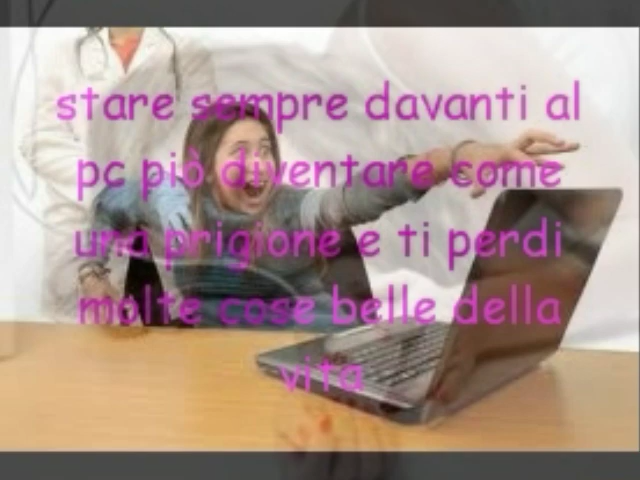 stare sempre davanti al
pc piò diventare come
una prigione e ti perdi
molte cose belle della
vita